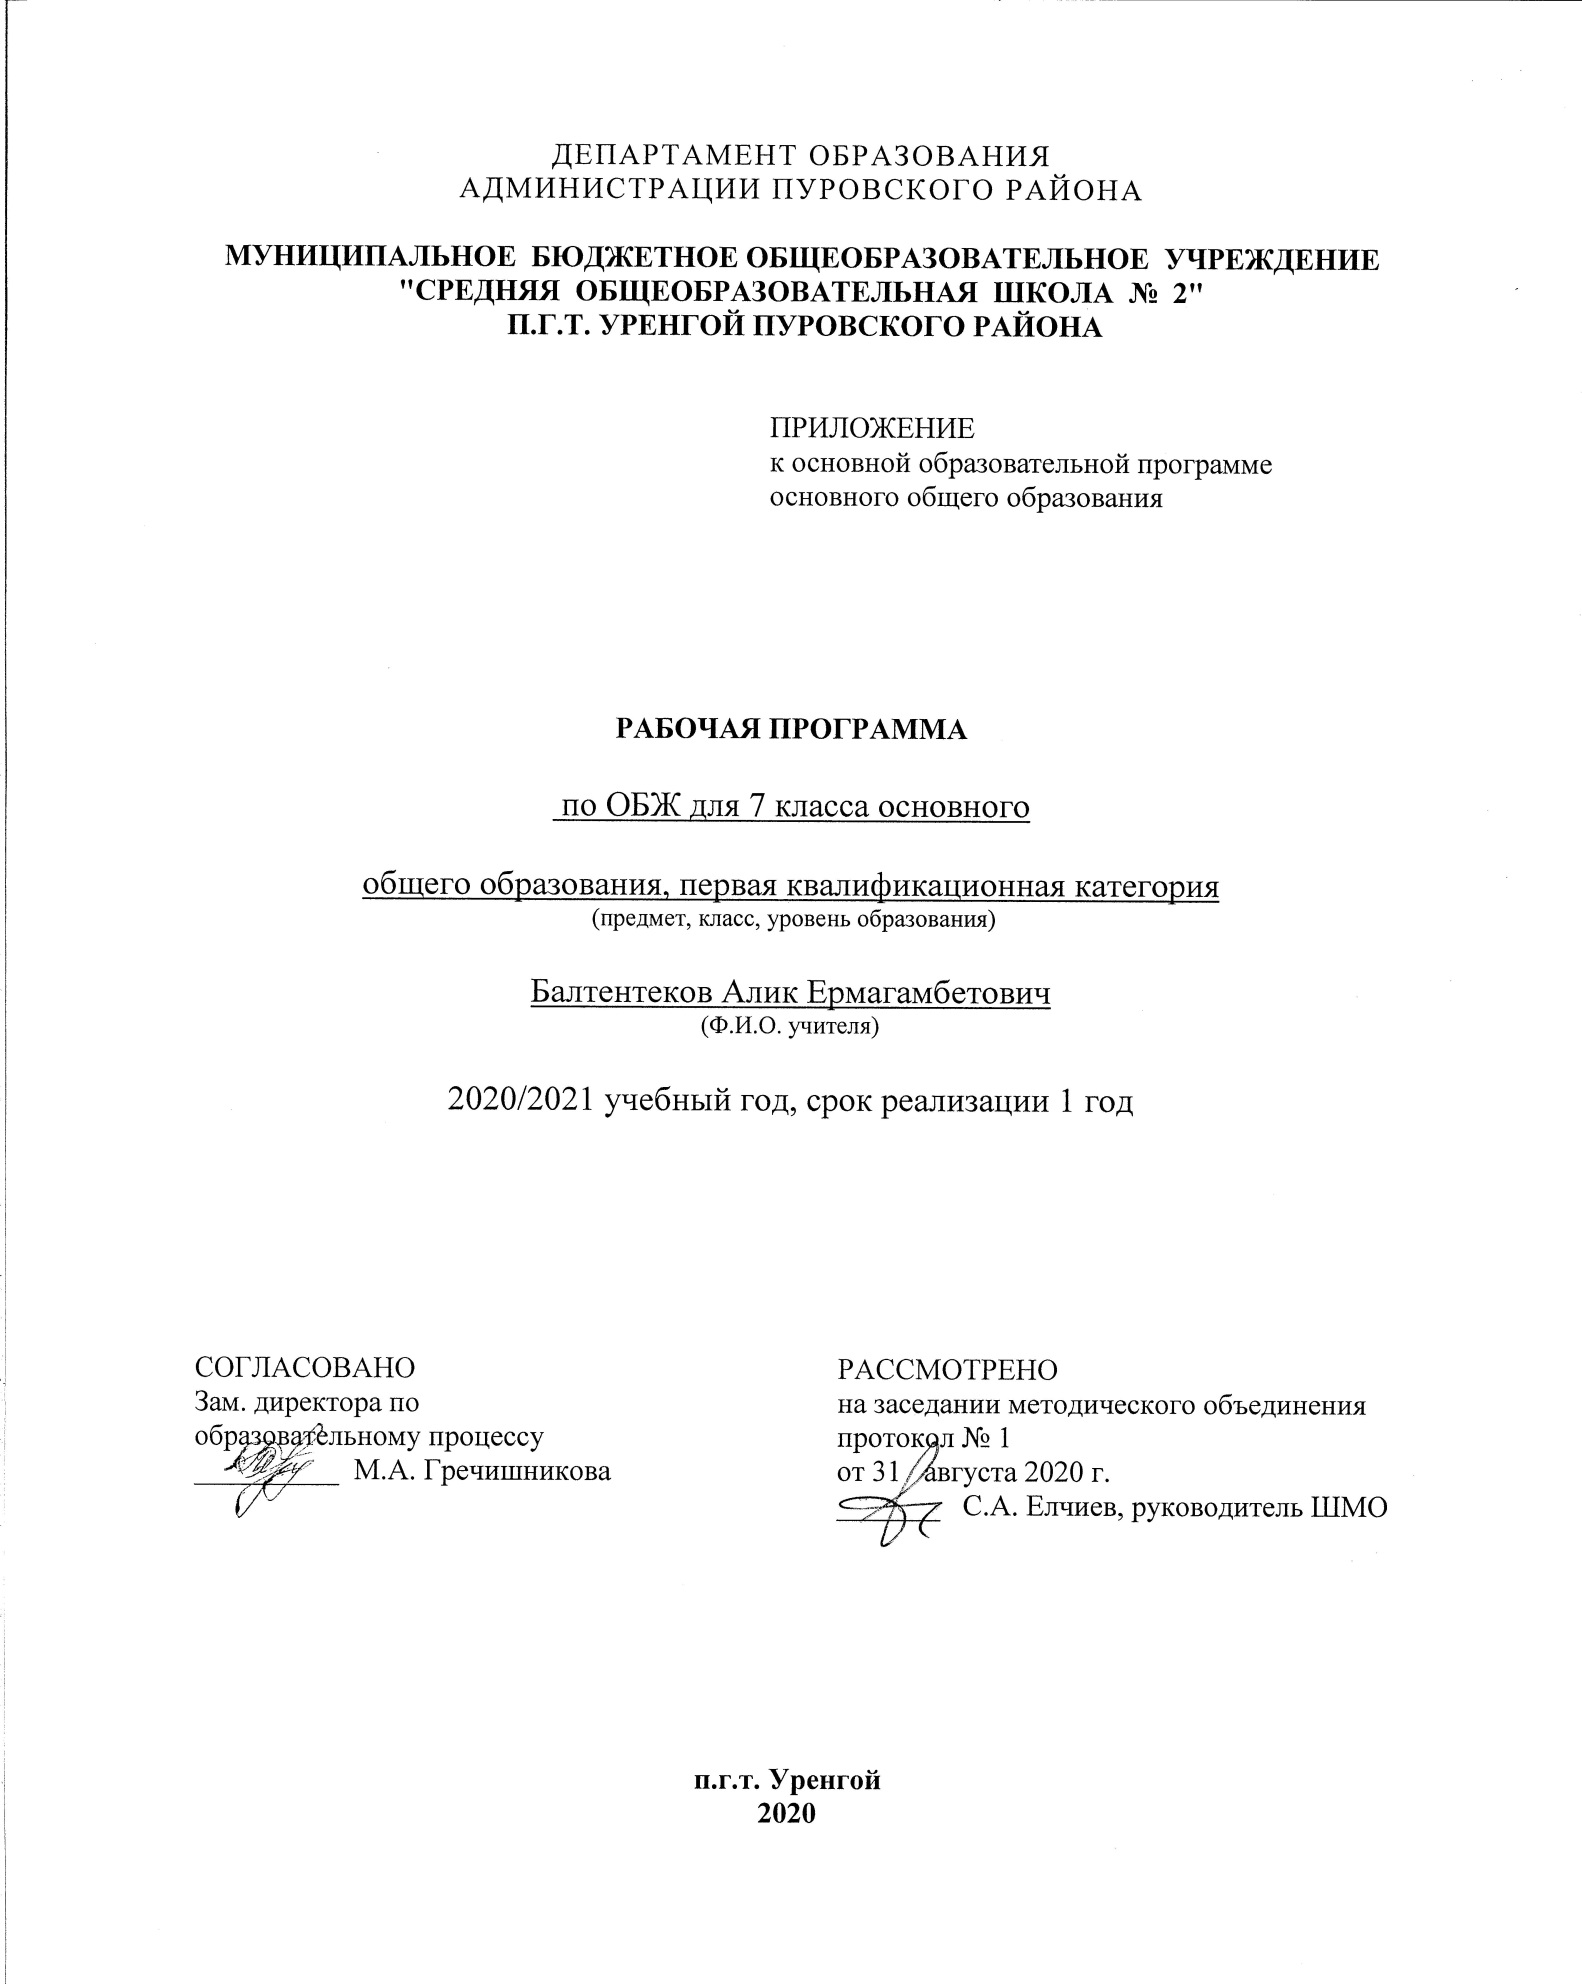 ДЕПАРТАМЕНТ ОБРАЗОВАНИЯ
АДМИНИСТРАЦИИ ПУРОВСКОГО РАЙОНА
МУНИЦИПАЛЬНОЕ БЮДЖЕТНОЕ ОБЩЕОБРАЗОВАТЕЛЬНОЕ УЧРЕЖДЕНИЕ
"СРЕДНЯЯ ОБЩЕОБРАЗОВАТЕЛЬНАЯ ШКОЛА № 2"
П.Г.Т. УРЕНГОЙ ПУРОВСКОГО РАЙОНА
ПРИЛОЖЕНИЕ
к основной образовательной программе
основного общего образования
РАБОЧАЯ ПРОГРАММА
по ОБЖ для 7 класса основного
общего образования, первая квалификационная категория
(предмет, класс, уровень образования)
Балтентеков Алик Ермагамбетович
(Ф.И.О. учителя)
2020/2021 учебный год, срок реализации 1 год
СОГЛАСОВАНО
Зам. директора по
образовательному процессу
М.А. Гречишникова
РАССМОТРЕНО
на заседании методического объединения
протокол № 1
от 31 августа 2020 г.
С.А. Елчиев, руководитель ШМО
п.г.т. Уренгой
2020